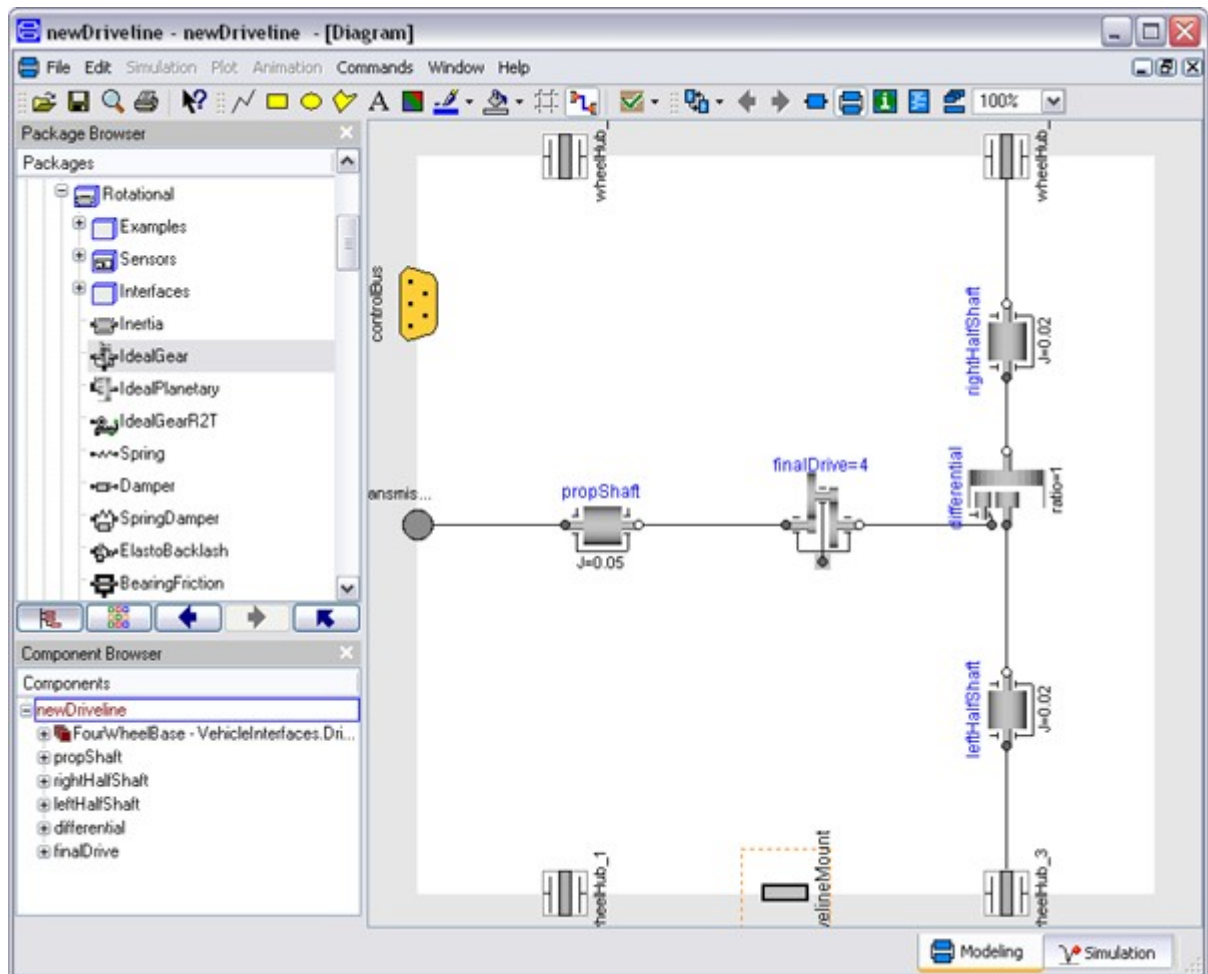 newDriveline - newDriveline - [Diagram]
File Edit Simulation Plot Animation Commands Window Help
100%
Package Browser
Packages
Rotational
Examples
Sensors
Interfaces
Inertia
IdealGear
IdealPlanetary
IdealGearR2T
Spring
Damper
SpringDamper
ElastoBacklash
BearingFriction
Component Browser
Components
newDriveline
FourWheelBase - VehicleInterfaces.Dri...
propShaft
rightHalfShaft
leftHalfShaft
differential
finalDrive
wheelHub_
wheelHub_
controlBus
rightHalfShaft
J=0.02
finalDrive=4
differential
ratio=1
ansmis...
propShaft
J=0.05
leftHalfShaft
J=0.02
heelHub_1
velineMount
heelHub_3
Modeling
Simulation